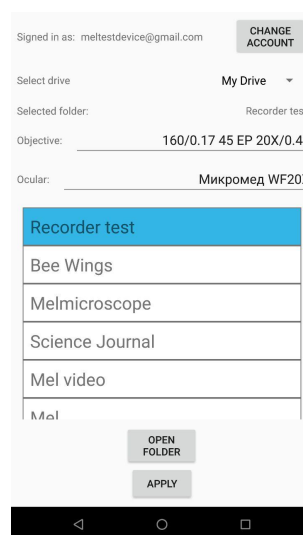 Signed in as: meltestdevice@gmail.com
CHANGE
ACCOUNT
Select drive
My Drive
Selected folder:
Recorder tes
Objective: 160/0.17 45 EP 20X/0.4
Ocular: Микромед WF20
Recorder test
Bee Wings
Melmicroscope
Science Journal
Mel video
Mel
OPEN
FOLDER
APPLY